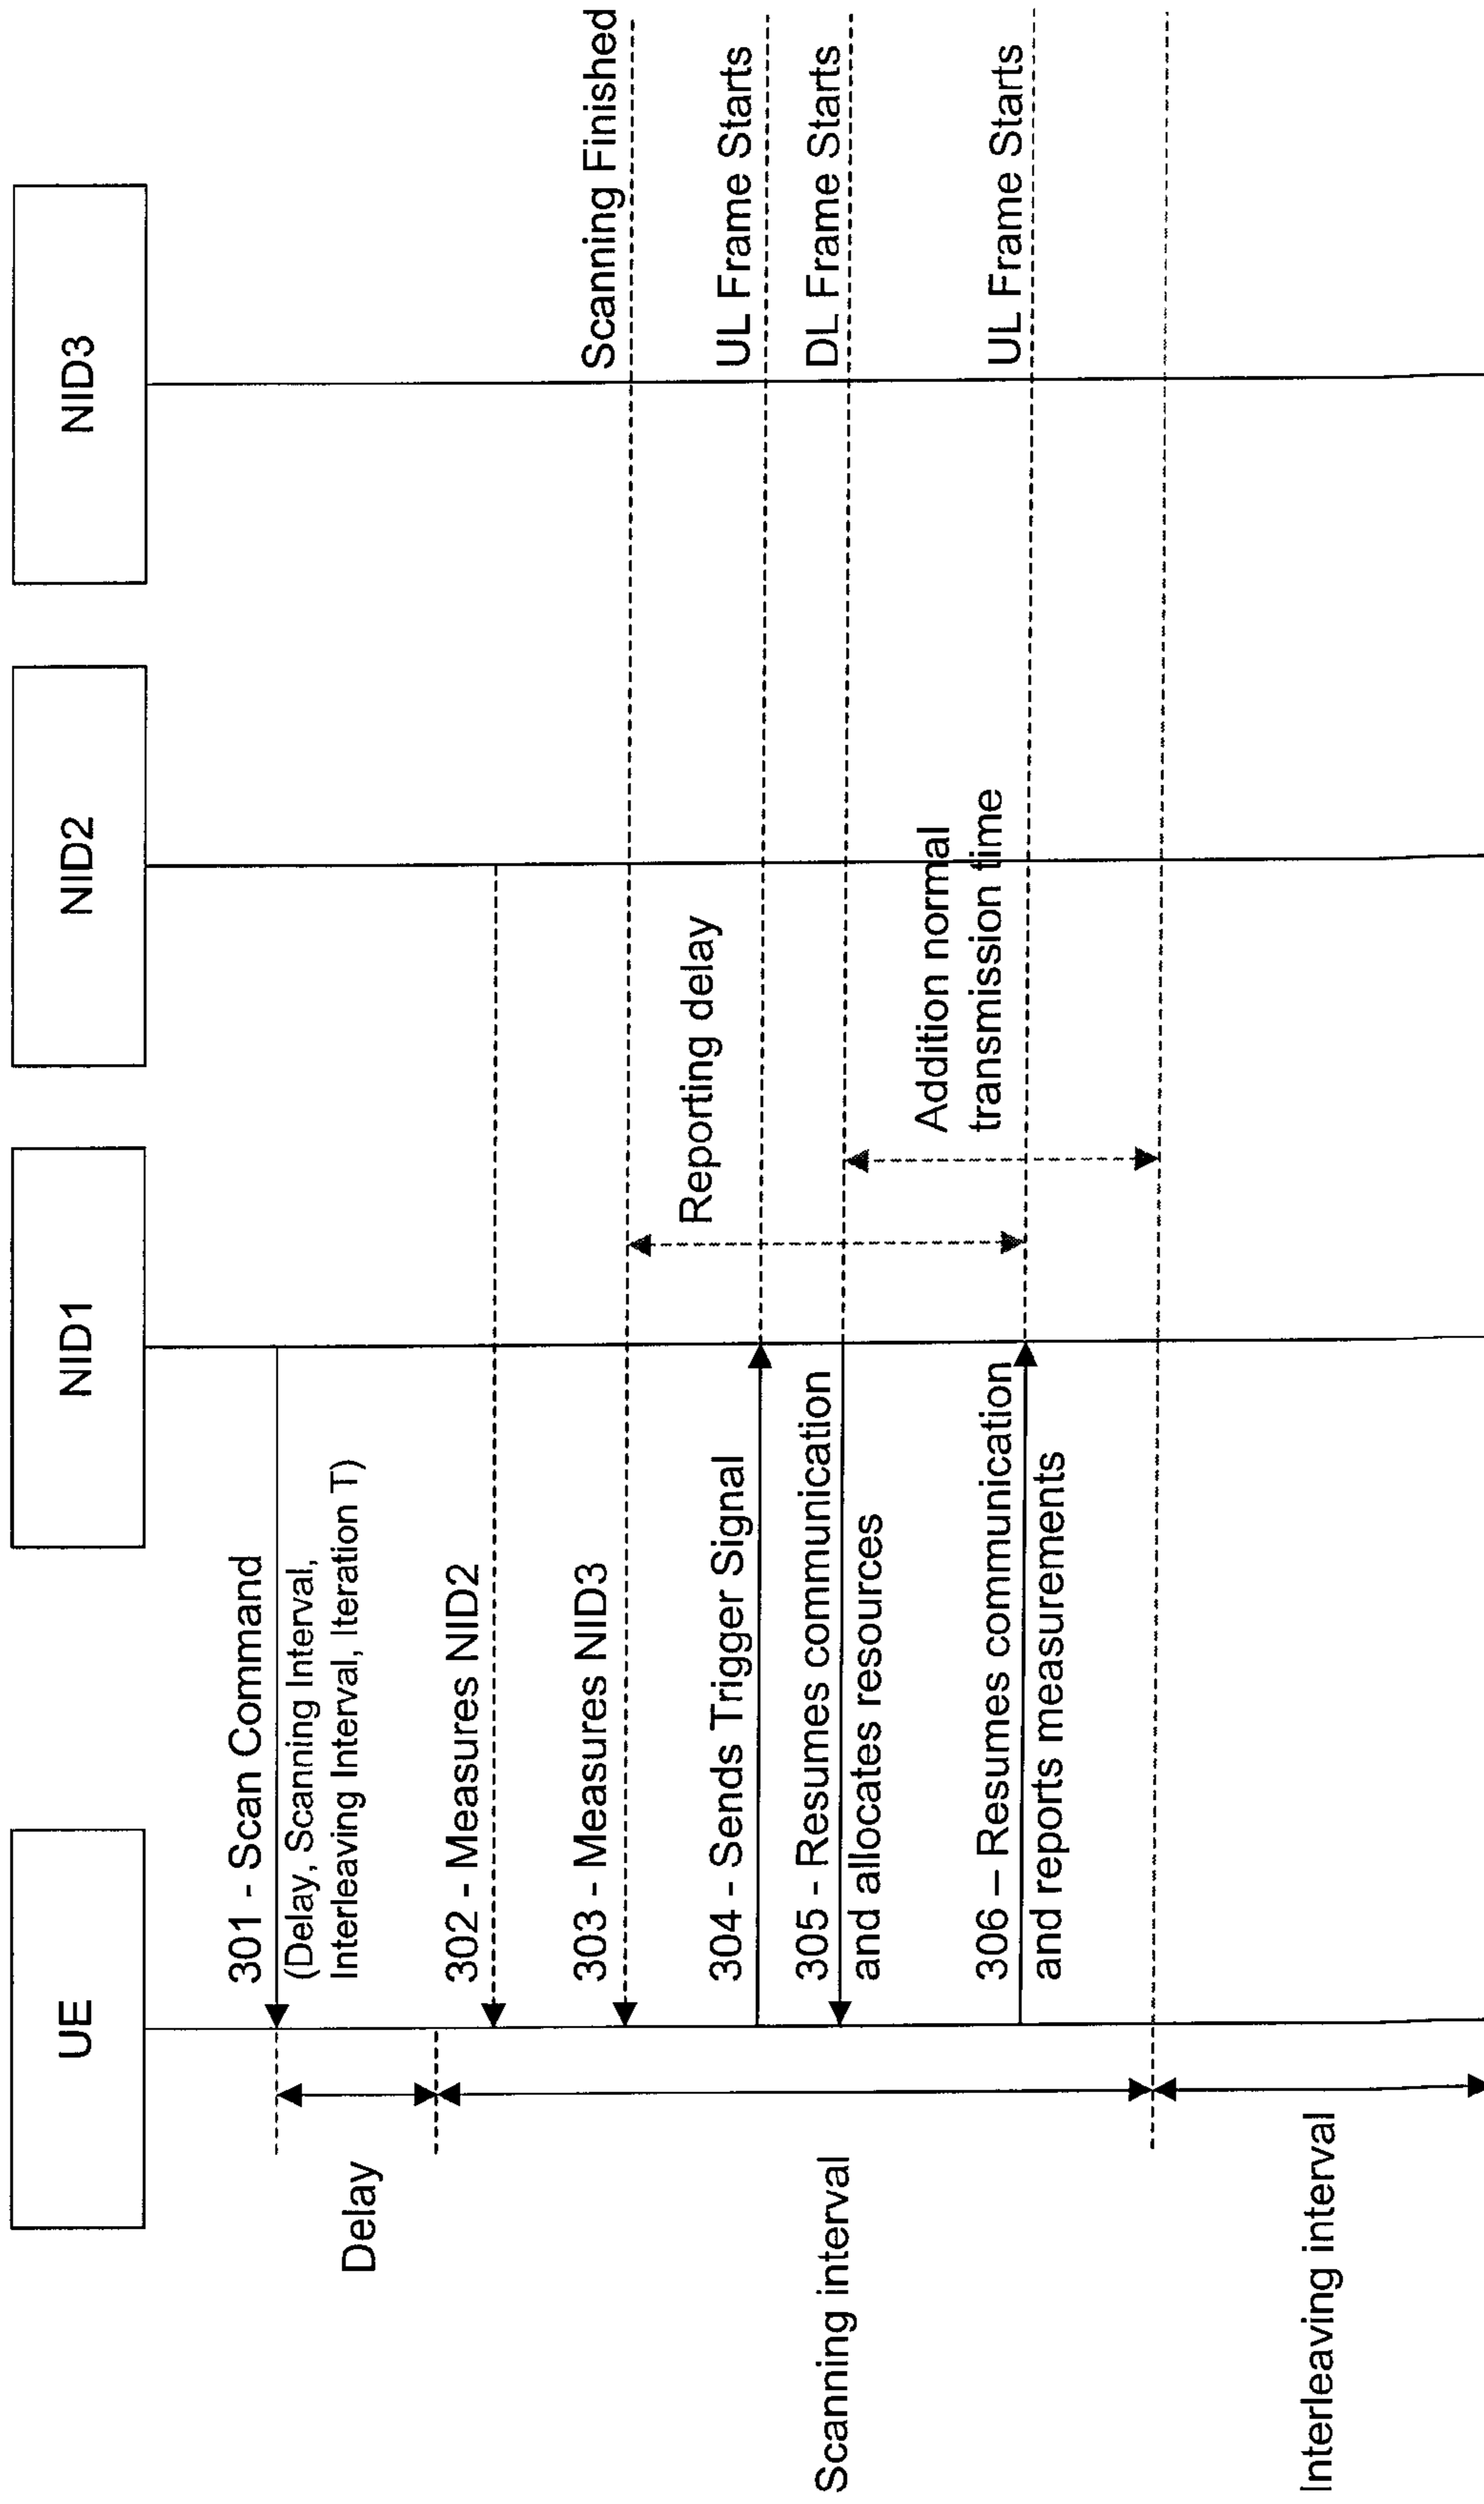 UE
NID1
NID2
NID3
301 - Scan Command
(Delay, Scanning Interval,
Interleaving Interval, Iteration T)
Delay
302 - Measures NID2
303 - Measures NID3
Scanning Finished
Reporting delay
304 - Sends Trigger Signal
UL Frame Starts
305 - Resumes communication
and allocates resources
DL Frame Starts
Scanning interval
Addition normal
transmission time
306 – Resumes communication
and reports measurements
UL Frame Starts
Interleaving interval